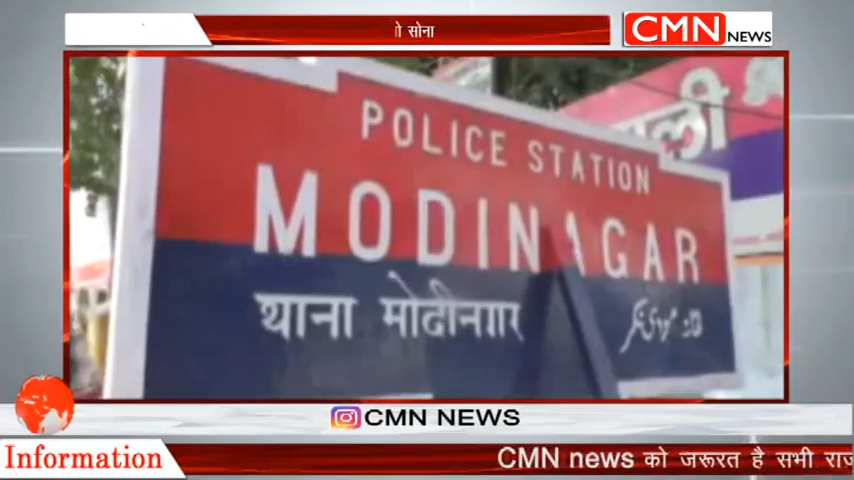 सोना
CMN NEWS
POLICE STATION
MODINAGAR
थाना मोदीनगर
CMN NEWS
Information
CMN news को जरूरत है सभी